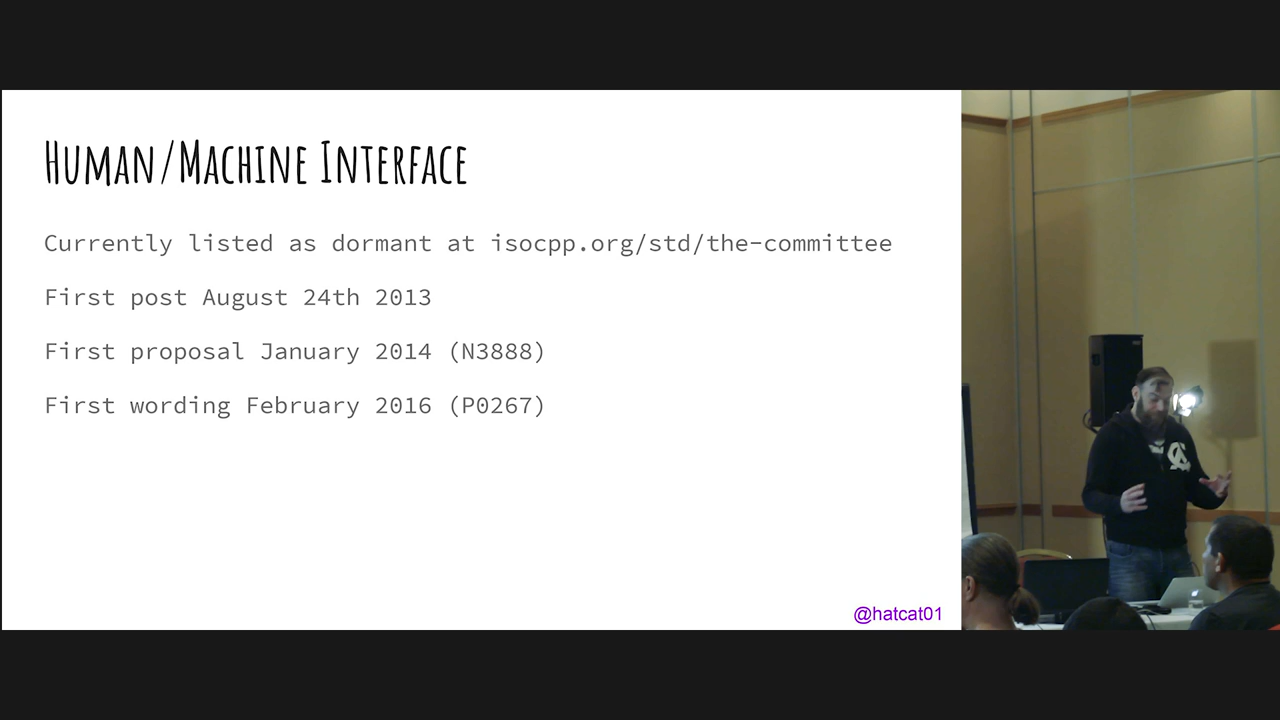 Human/Machine Interface
Currently listed as dormant at isocpp.org/std/the-committee
First post August 24th 2013
First proposal January 2014 (N3888)
First wording February 2016 (P0267)
@hatcat01